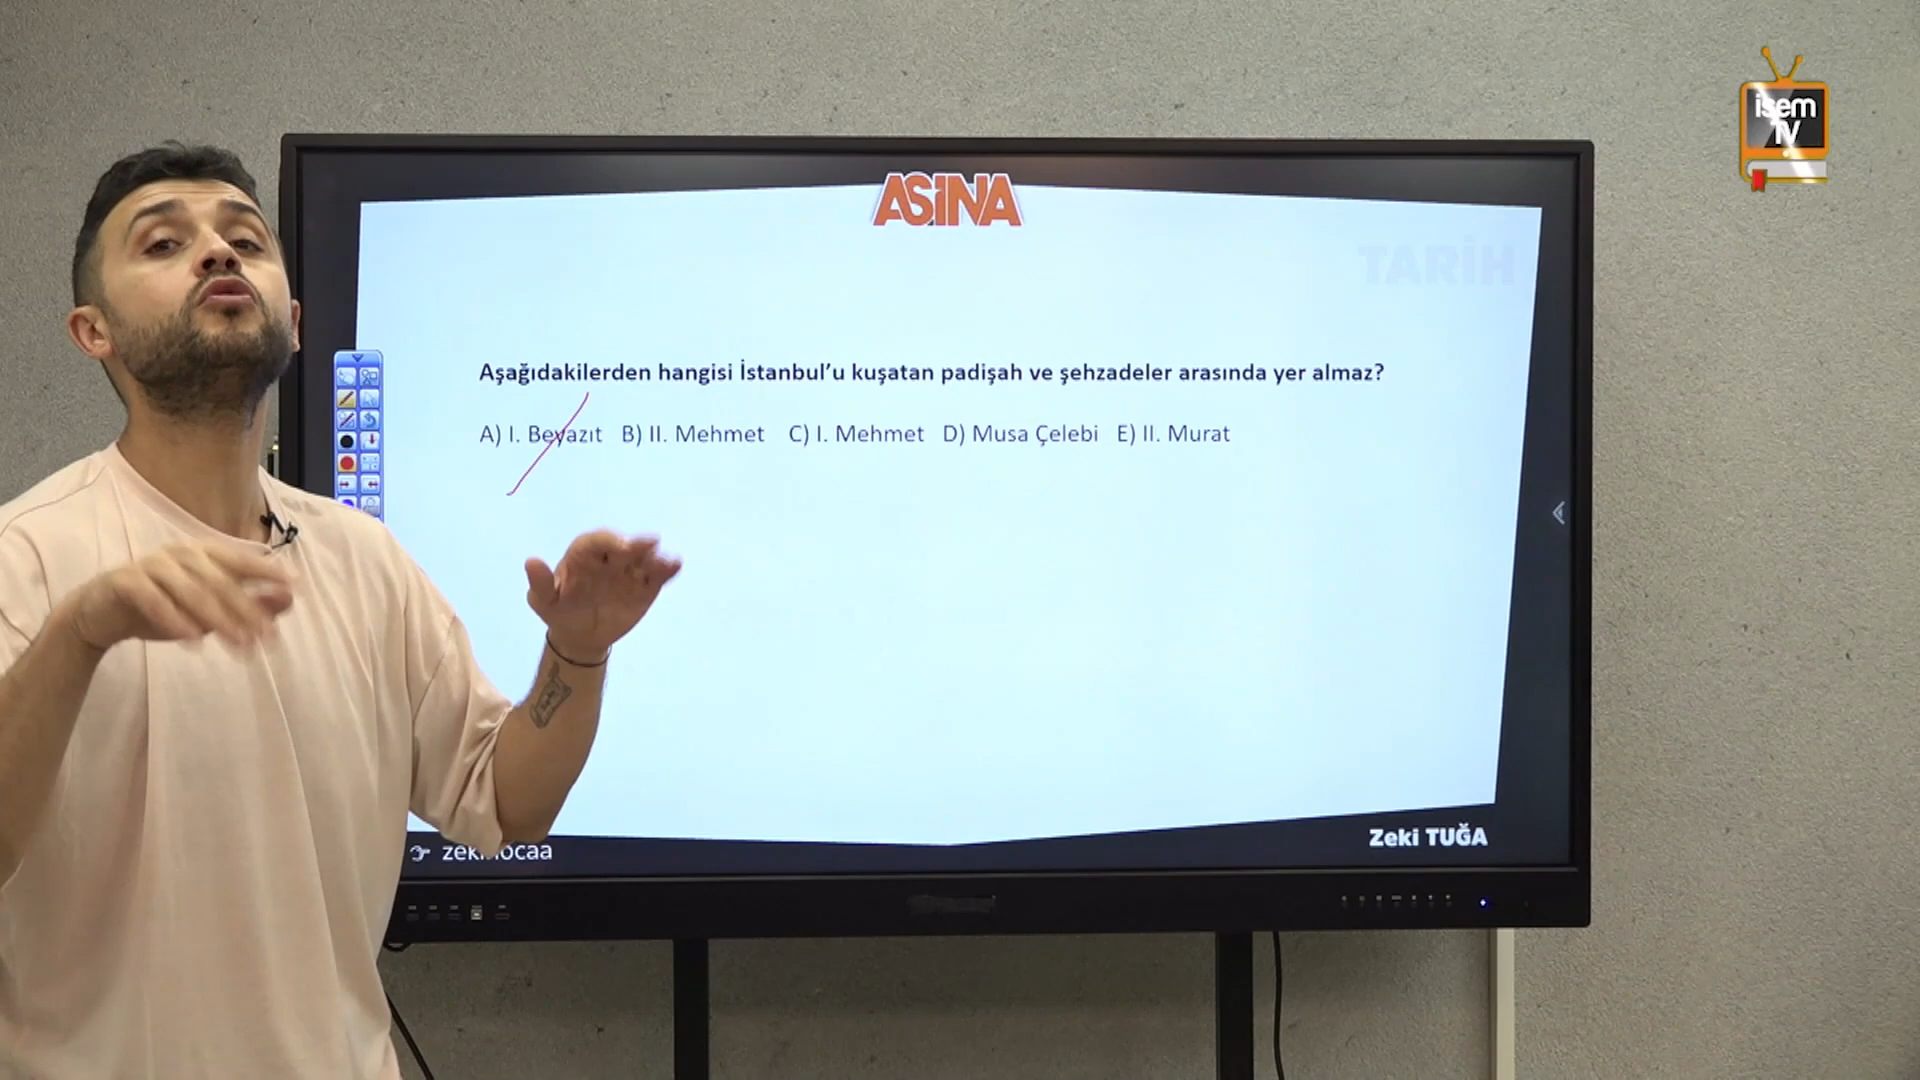 işem
TV
AŞİNA
TARİH
Aşağıdakilerden hangisi İstanbul’u kuşatan padişah ve şehzadeler arasında yer almaz?
A) I. Beyazıt B) II. Mehmet C) I. Mehmet D) Musa Çelebi E) II. Murat
Zeki TUĞA